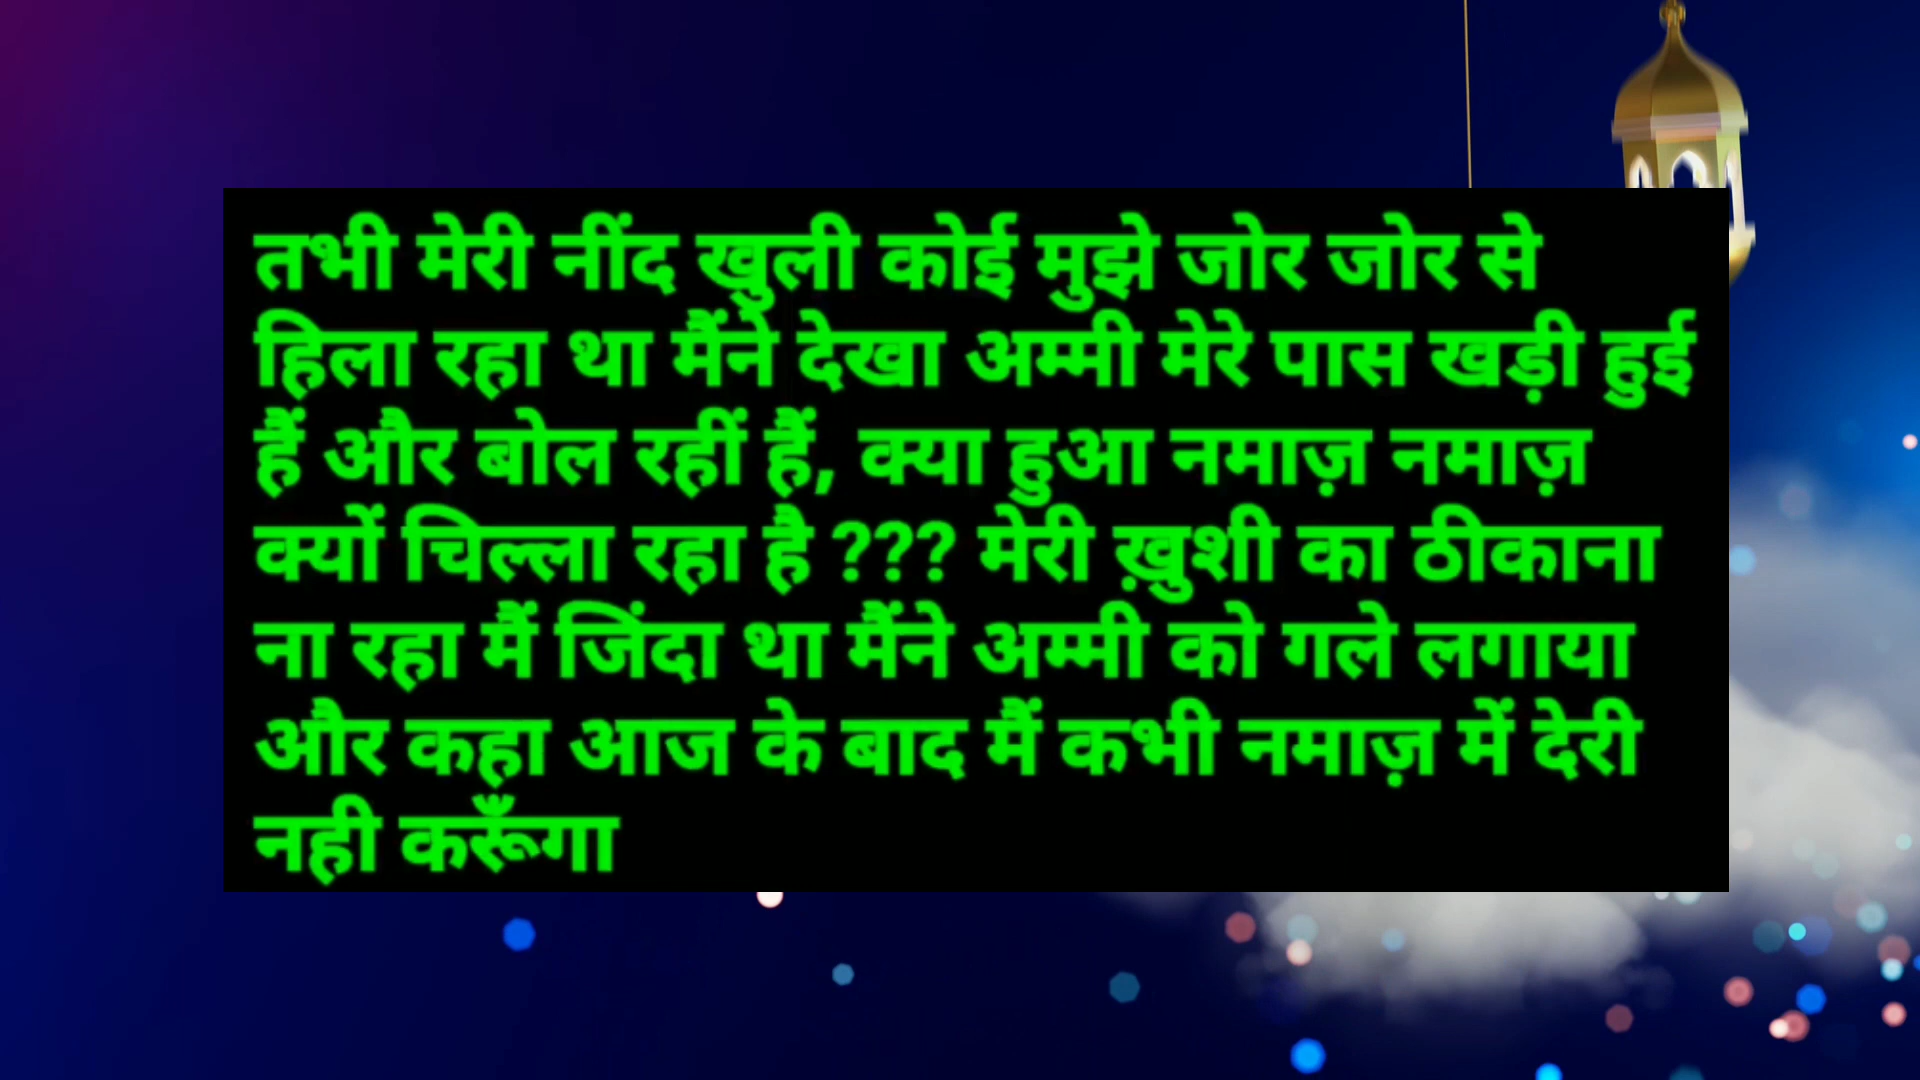 तभी मेरी नींद खुली कोई मुझे जोर जोर से
हिला रहा था मैंने देखा अम्मी मेरे पास खड़ी हुई
हैं और बोल रहीं हैं, क्या हुआ नमाज़ नमाज़
क्यों चिल्ला रहा है ??? मेरी ख़ुशी का ठीकाना
ना रहा मैं जिंदा था मैंने अम्मी को गले लगाया
और कहा आज के बाद मैं कभी नमाज़ में देरी
नही करूँगा